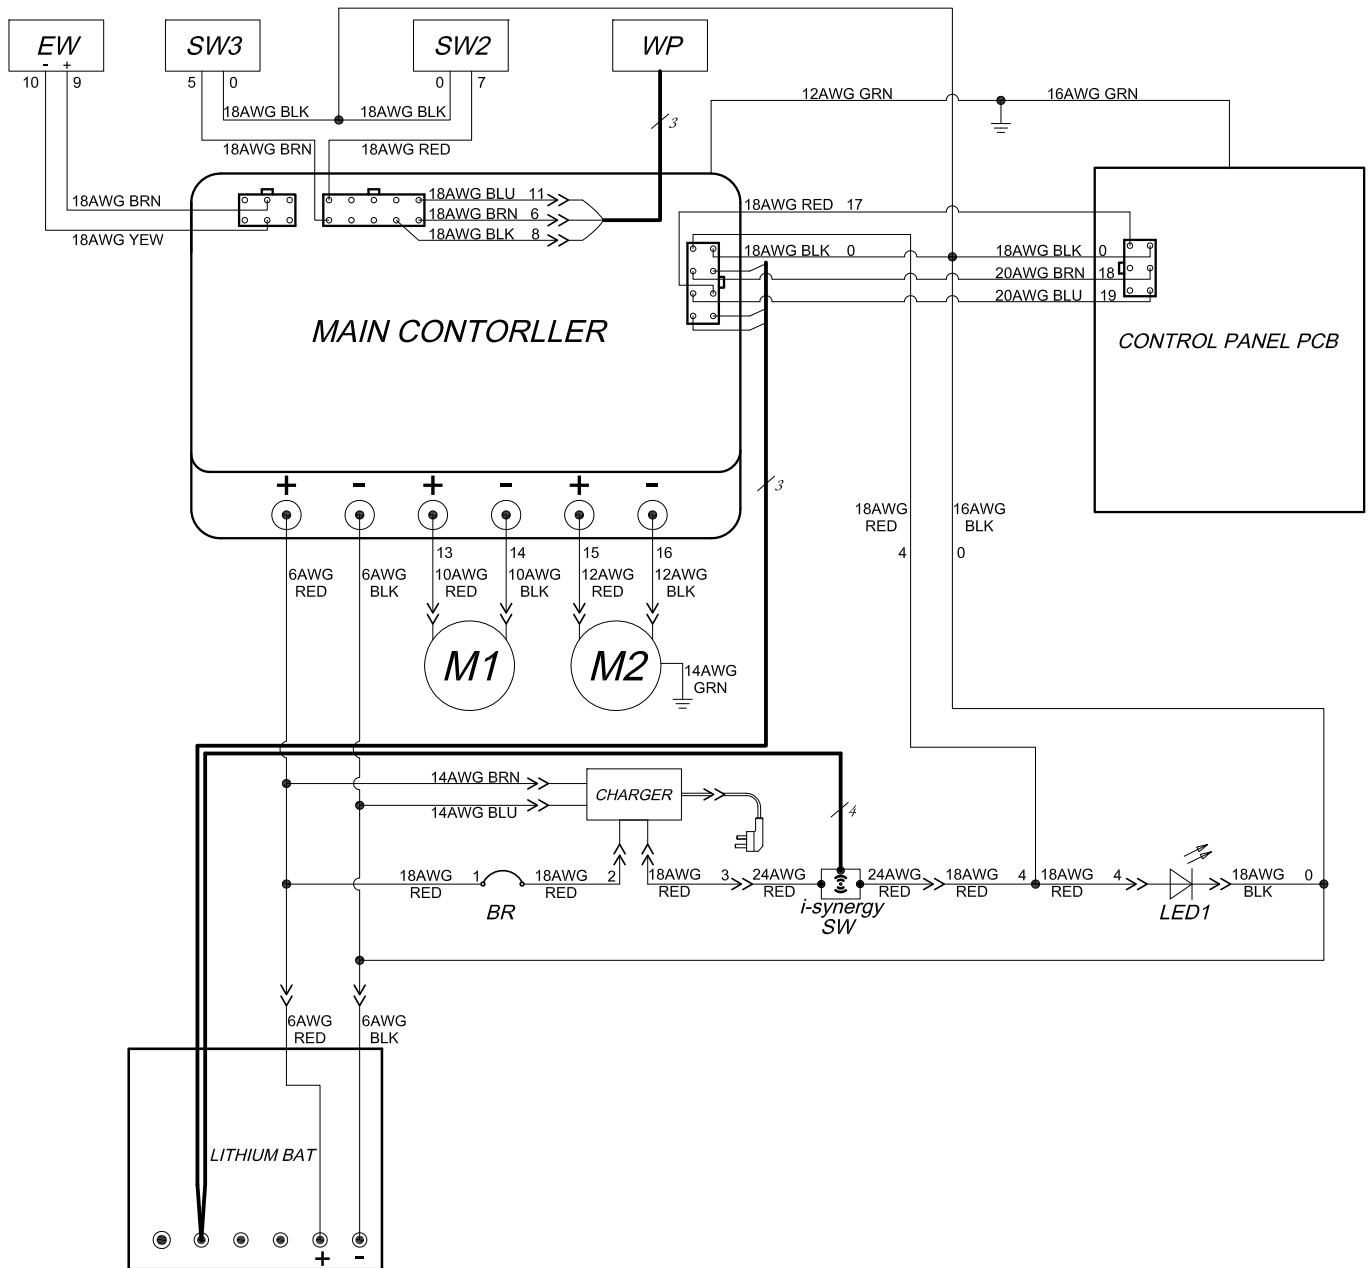 EW
- +
10 9
SW3
5 0
SW2
0 7
WP
3
18AWG BLK
18AWG BLK
18AWG BRN
18AWG RED
12AWG GRN
16AWG GRN
18AWG BRN
18AWG YEW
18AWG BLU 11
18AWG BRN 6
18AWG BLK 8
18AWG RED 17
18AWG BLK 0
18AWG BLK 0
20AWG BRN 18
20AWG BLU 19
MAIN CONTORLLER
CONTROL PANEL PCB
+ - + - + -
3
18AWG
RED
4
16AWG
BLK
0
13 14 15 16
6AWG
RED
6AWG
BLK
10AWG
RED
10AWG
BLK
12AWG
RED
12AWG
BLK
M1
M2
14AWG
GRN
14AWG BRN
14AWG BLU
CHARGER
4
18AWG
RED
1
BR
18AWG
RED
2
18AWG
RED
3
24AWG
RED
i-synergy
SW
24AWG
RED
18AWG
RED
4
18AWG
RED
4
LED1
18AWG
BLK
0
6AWG
RED
6AWG
BLK
LITHIUM BAT
+ -